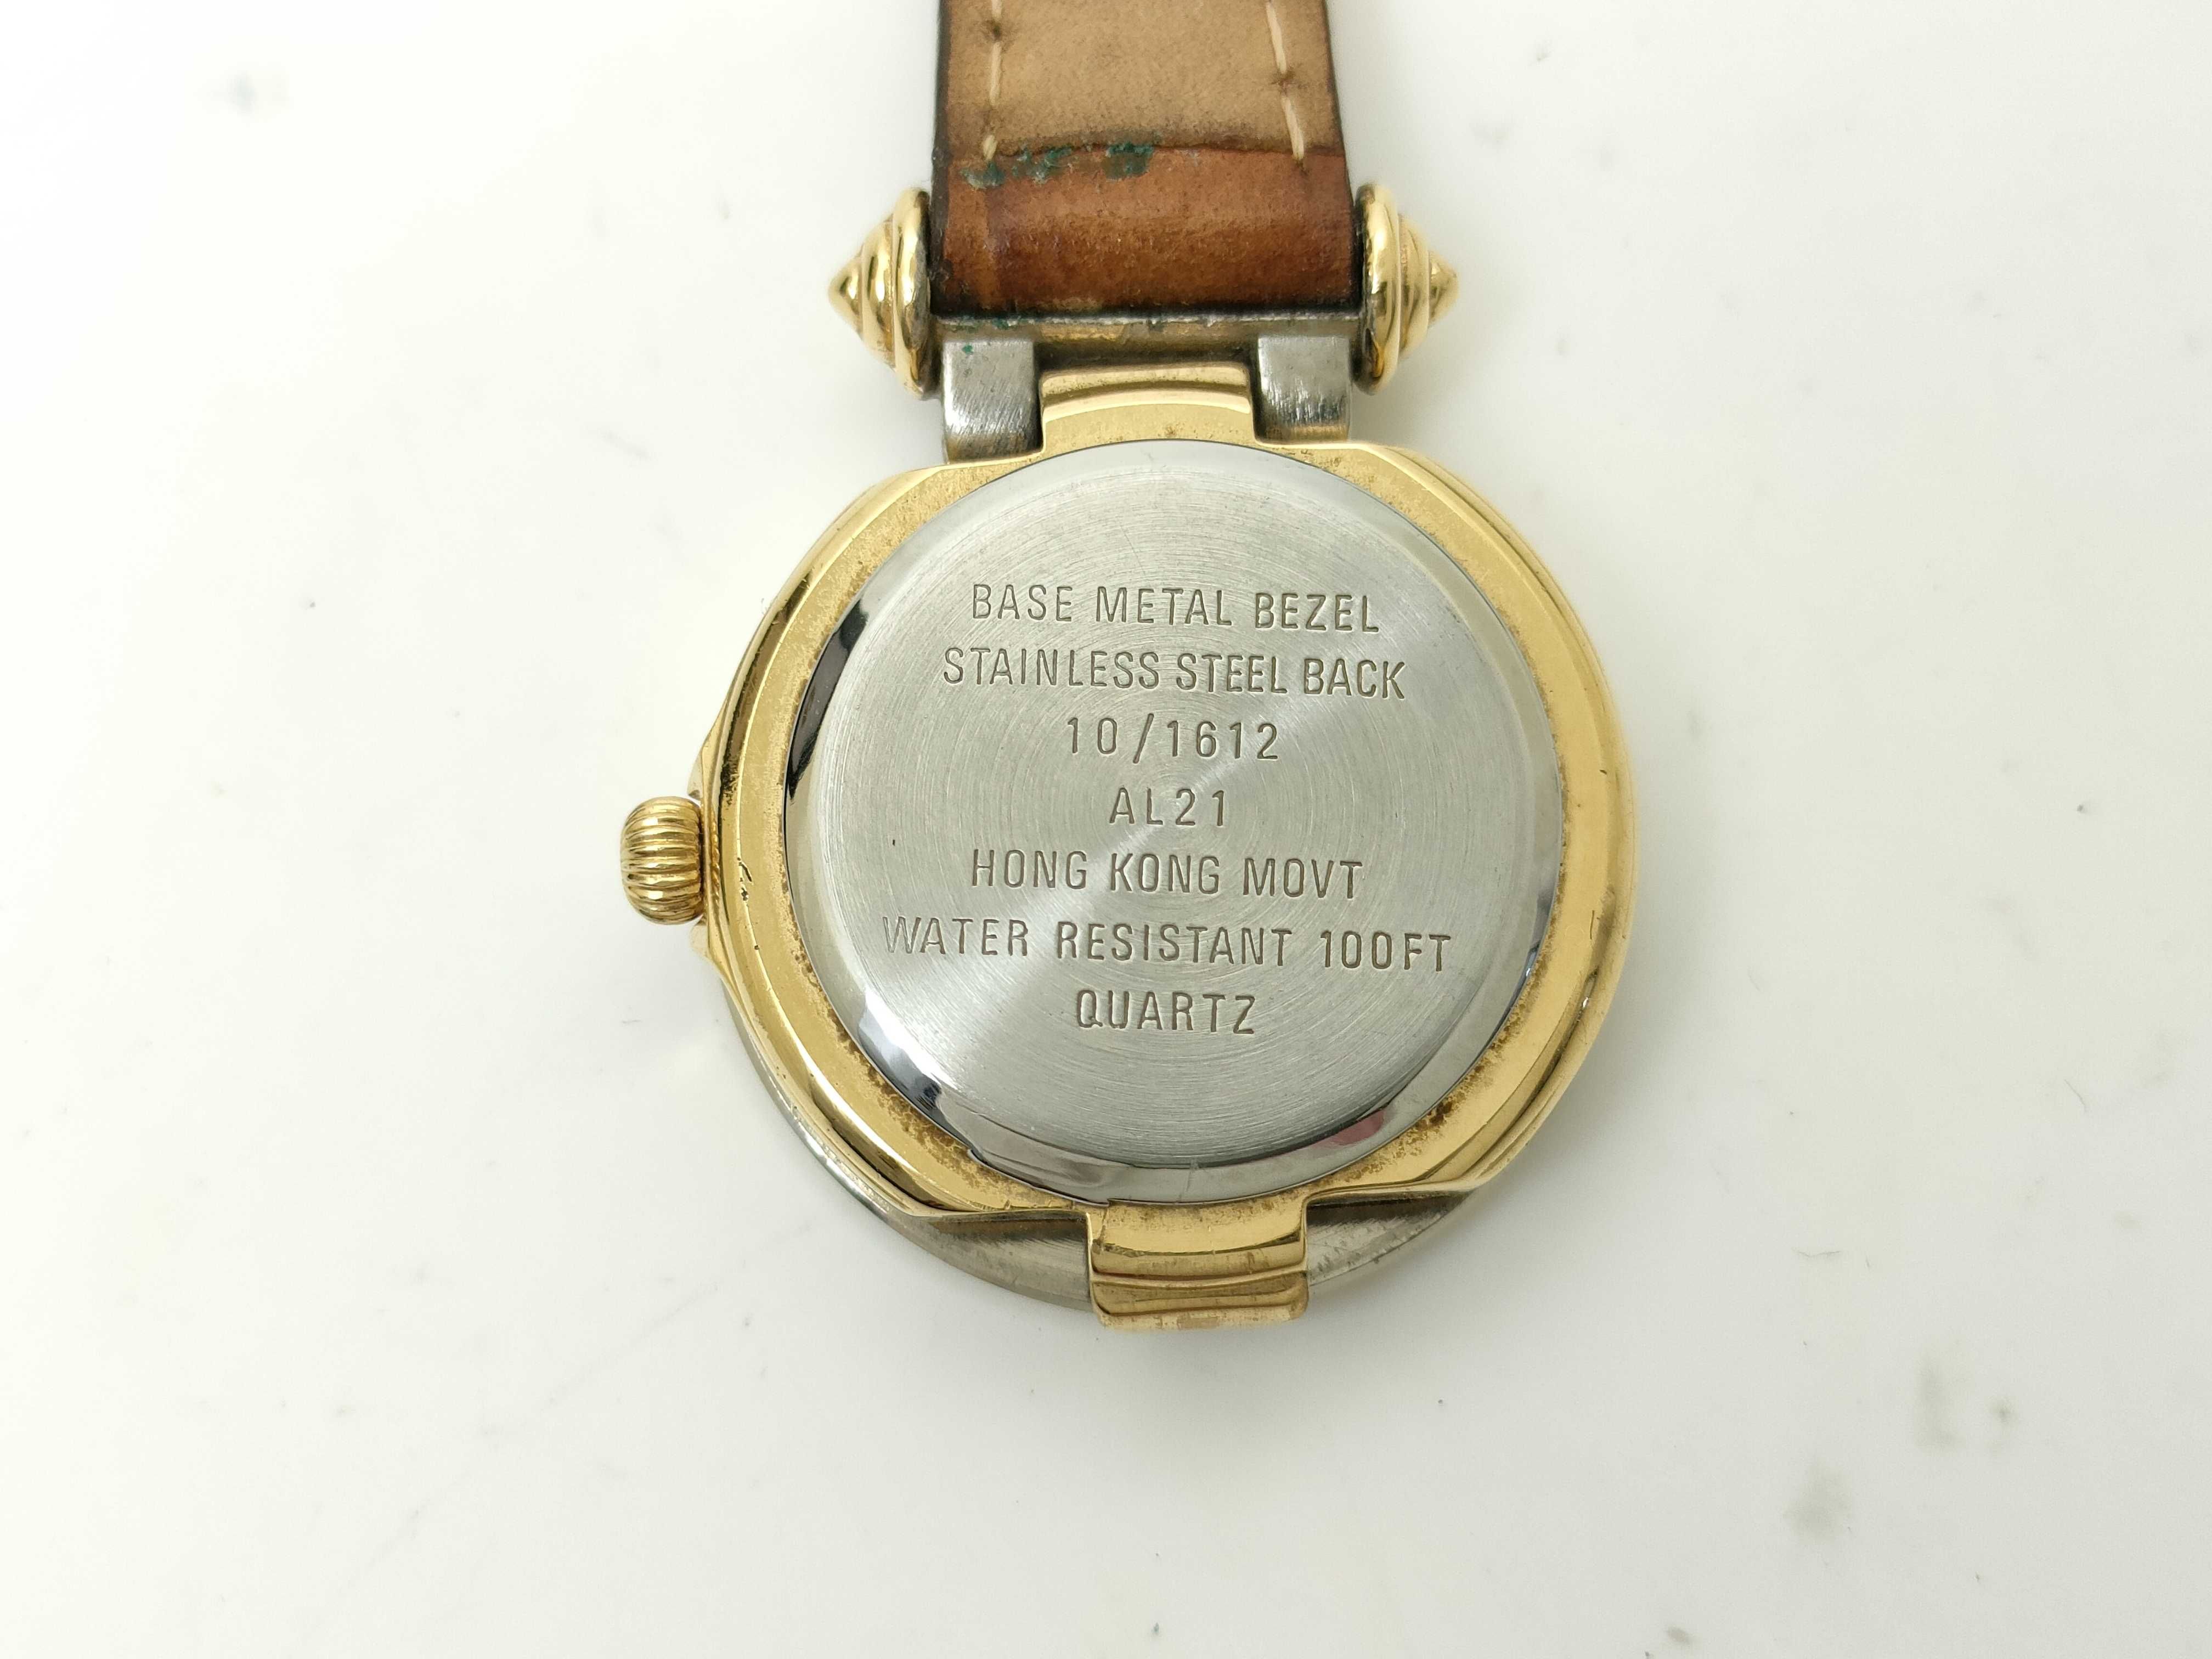 BASE METAL BEZEL
STAINLESS STEEL BACK
10/1612
AL21
HONG KONG MOVT
WATER RESISTANT 100FT
QUARTZ